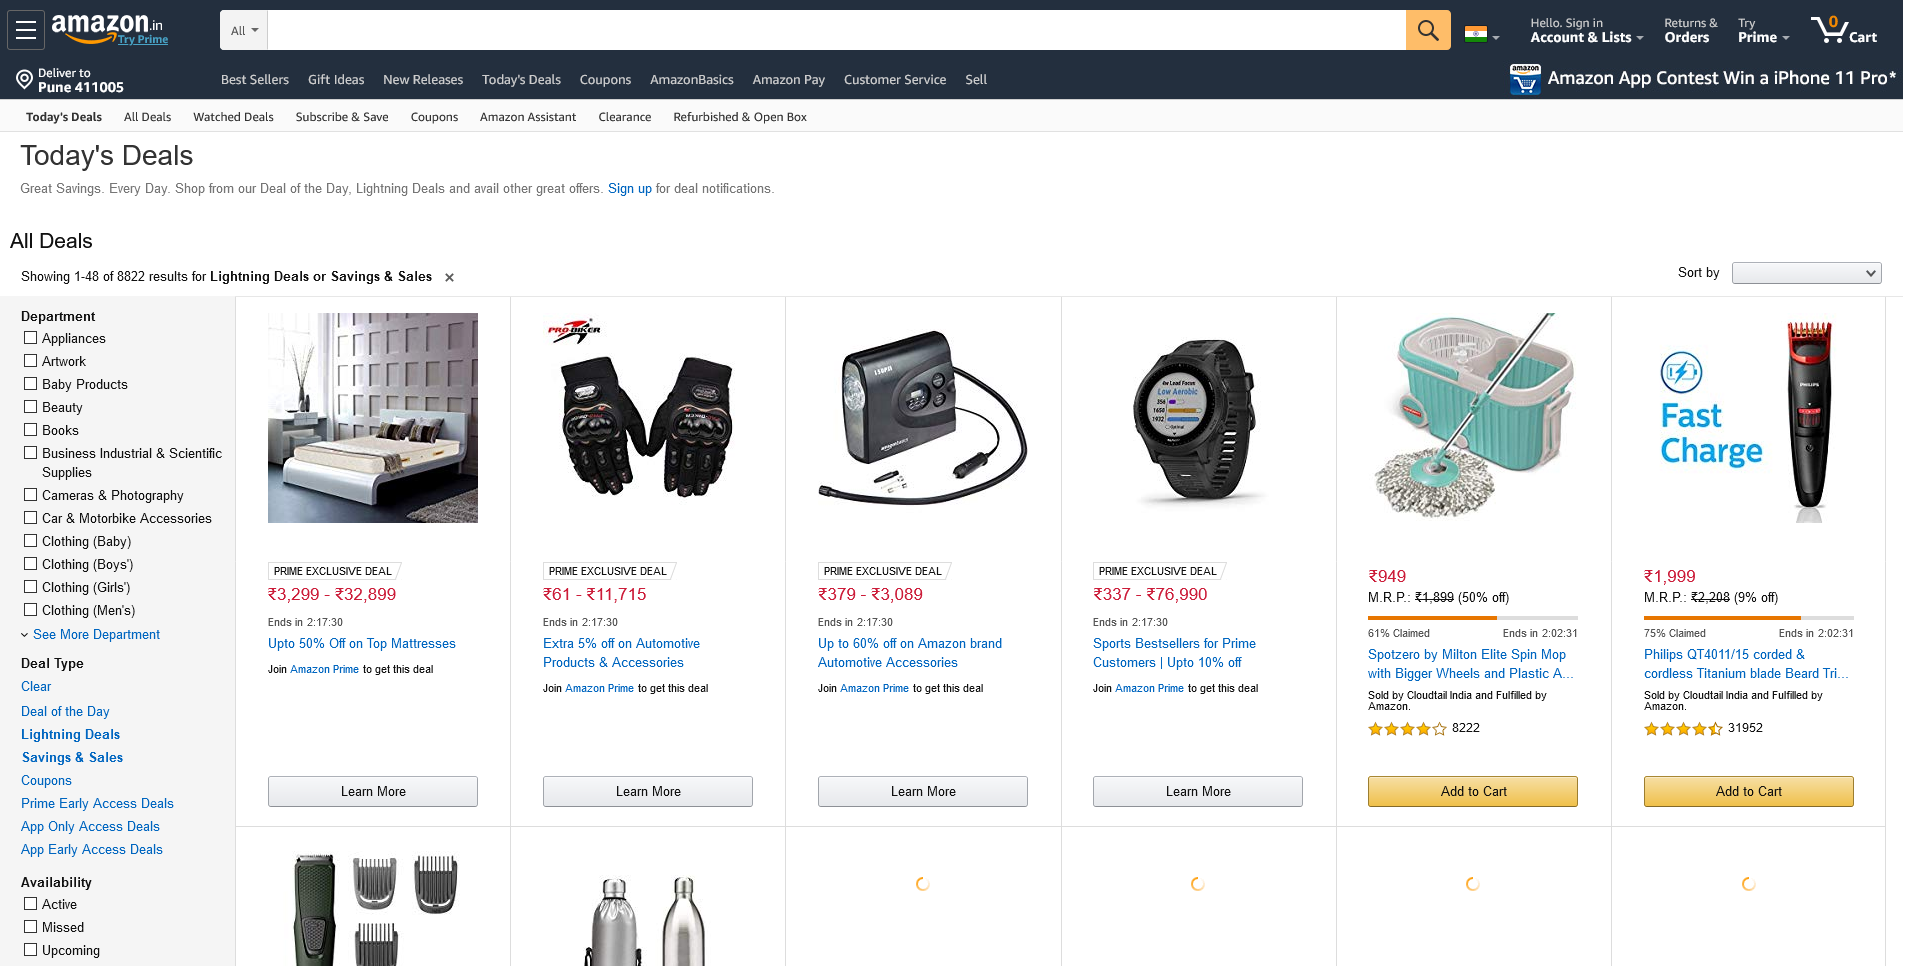 amazon.in
Try Prime
All
Hello. Sign in
Account & Lists
Returns &
Orders
Try
Prime
0
Cart
Deliver to
Pune 411005
Best Sellers
Gift Ideas
New Releases
Today's Deals
Coupons
AmazonBasics
Amazon Pay
Customer Service
Sell
amazon
Amazon App Contest Win a iPhone 11 Pro*
Today's Deals
All Deals
Watched Deals
Subscribe & Save
Coupons
Amazon Assistant
Clearance
Refurbished & Open Box
Today's Deals
Great Savings. Every Day. Shop from our Deal of the Day, Lightning Deals and avail other great offers. Sign up for deal notifications.
All Deals
Showing 1-48 of 8822 results for Lightning Deals or Savings & Sales
Sort by
Department
Appliances
Artwork
Baby Products
Beauty
Books
Business Industrial & Scientific
Supplies
Cameras & Photography
Car & Motorbike Accessories
Clothing (Baby)
Clothing (Boys')
Clothing (Girls')
Clothing (Men's)
See More Department
Deal Type
Clear
Deal of the Day
Lightning Deals
Savings & Sales
Coupons
Prime Early Access Deals
App Only Access Deals
App Early Access Deals
Availability
Active
Missed
Upcoming
PRIME EXCLUSIVE DEAL
₹3,299 - ₹32,899
Ends in 2:17:30
Upto 50% Off on Top Mattresses
Join Amazon Prime to get this deal
Learn More
PRO-BIKER
PRIME EXCLUSIVE DEAL
₹61 - ₹11,715
Ends in 2:17:30
Extra 5% off on Automotive
Products & Accessories
Join Amazon Prime to get this deal
Learn More
150PSI
amazonbasics
PRIME EXCLUSIVE DEAL
₹379 - ₹3,089
Ends in 2:17:30
Up to 60% off on Amazon brand
Automotive Accessories
Join Amazon Prime to get this deal
Learn More
4w Load Focus
Low Aerobic
356
1650
1932
Optimal
PRIME EXCLUSIVE DEAL
₹337 - ₹76,990
Ends in 2:17:30
Sports Bestsellers for Prime
Customers | Upto 10% off
Join Amazon Prime to get this deal
Learn More
₹949
M.R.P.: ₹1,899 (50% off)
61% Claimed
Ends in 2:02:31
Spotzero by Milton Elite Spin Mop
with Bigger Wheels and Plastic A...
Sold by Cloudtail India and Fulfilled by
Amazon.
8222
Add to Cart
Fast
Charge
PHILIPS
₹1,999
M.R.P.: ₹2,208 (9% off)
75% Claimed
Ends in 2:02:31
Philips QT4011/15 corded &
cordless Titanium blade Beard Tri...
Sold by Cloudtail India and Fulfilled by
Amazon.
31952
Add to Cart